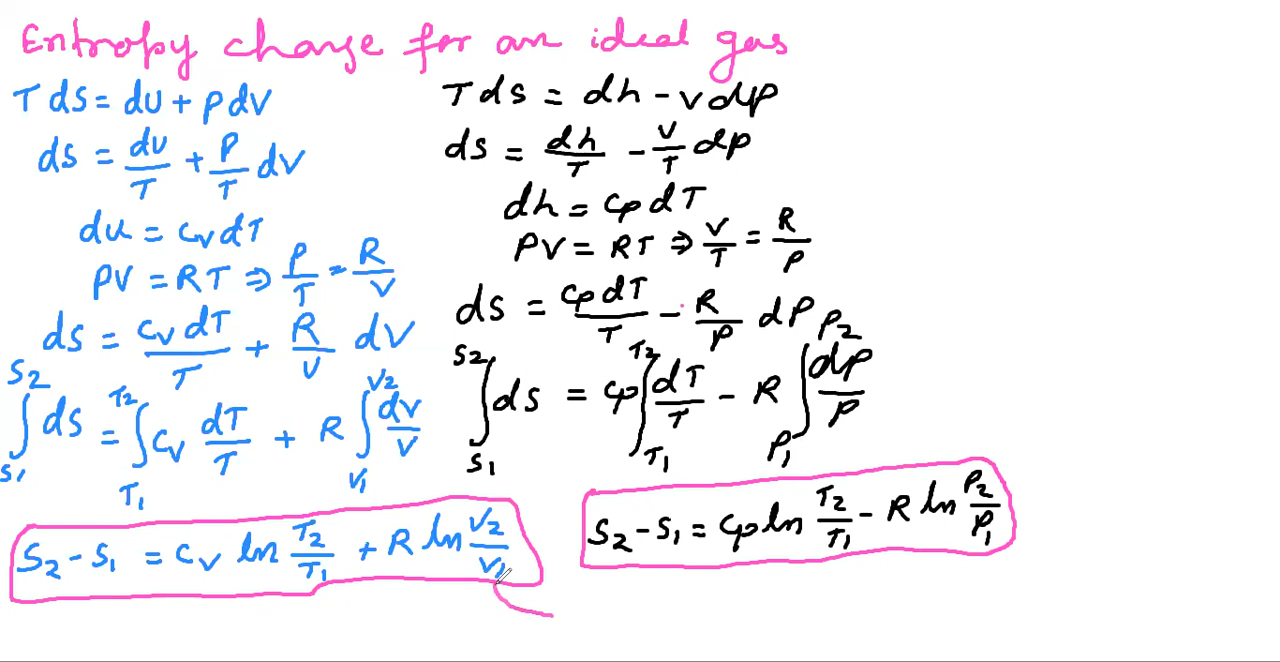 Entropy change for an ideal gas
T ds = du + P dV
ds = du/T + P/T dV
du = Cv dT
PV = RT ⇒ P/T = R/V
ds = Cv dT/T + R/V dV
∫_{S1}^{S2} ds = ∫_{T1}^{T2} Cv dT/T + R ∫_{V1}^{V2} dV/V
S2 - S1 = Cv ln T2/T1 + R ln V2/V1
T ds = dh - v dP
ds = dh/T - V/T dP
dh = Cp dT
PV = RT ⇒ V/T = R/P
ds = Cp dT/T - R/P dP
∫_{S1}^{S2} ds = Cp ∫_{T1}^{T2} dT/T - R ∫_{P1}^{P2} dP/P
S2 - S1 = Cp ln T2/T1 - R ln P2/P1